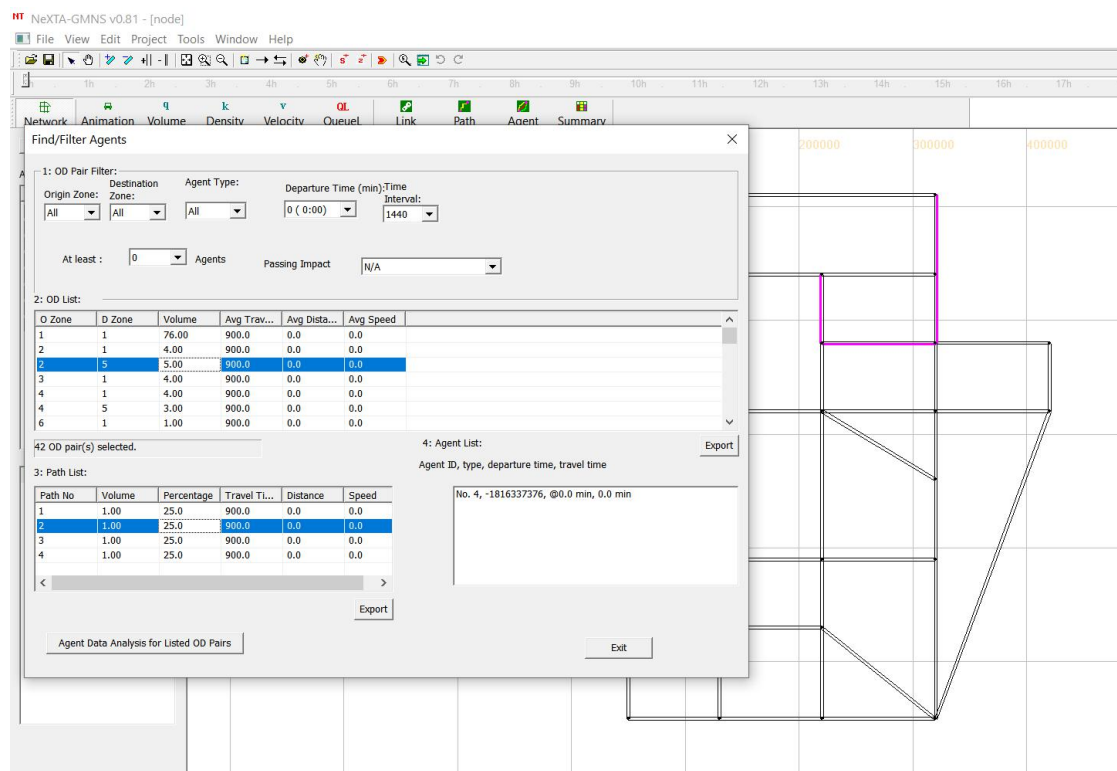 NT NeXTA-GMNS v0.81 - [node]
File View Edit Project Tools Window Help
1h 2h 3h 4h 5h 6h 7h 8h 9h 10h 11h 12h 13h 14h 15h 16h 17h
q k v QL
Network Animation Volume Density Velocity QueueL Link Path Agent Summary
Find/Filter Agents
200000 300000 400000
1: OD Pair Filter:
Origin Zone: Destination Zone: Agent Type: Departure Time (min): Time Interval:
All All All 0 ( 0:00) 1440
At least : 0 Agents Passing Impact N/A
2: OD List:
O Zone D Zone Volume Avg Trav... Avg Dista... Avg Speed
1 1 76.00 900.0 0.0 0.0
2 1 4.00 900.0 0.0 0.0
2 5 5.00 900.0 0.0 0.0
3 1 4.00 900.0 0.0 0.0
4 1 4.00 900.0 0.0 0.0
4 5 3.00 900.0 0.0 0.0
6 1 1.00 900.0 0.0 0.0
42 OD pair(s) selected.
4: Agent List:
Export
Agent ID, type, departure time, travel time
3: Path List:
Path No Volume Percentage Travel Ti... Distance Speed
1 1.00 25.0 900.0 0.0 0.0
2 1.00 25.0 900.0 0.0 0.0
3 1.00 25.0 900.0 0.0 0.0
4 1.00 25.0 900.0 0.0 0.0
No. 4, -1816337376, @0.0 min, 0.0 min
Export
Agent Data Analysis for Listed OD Pairs
Exit